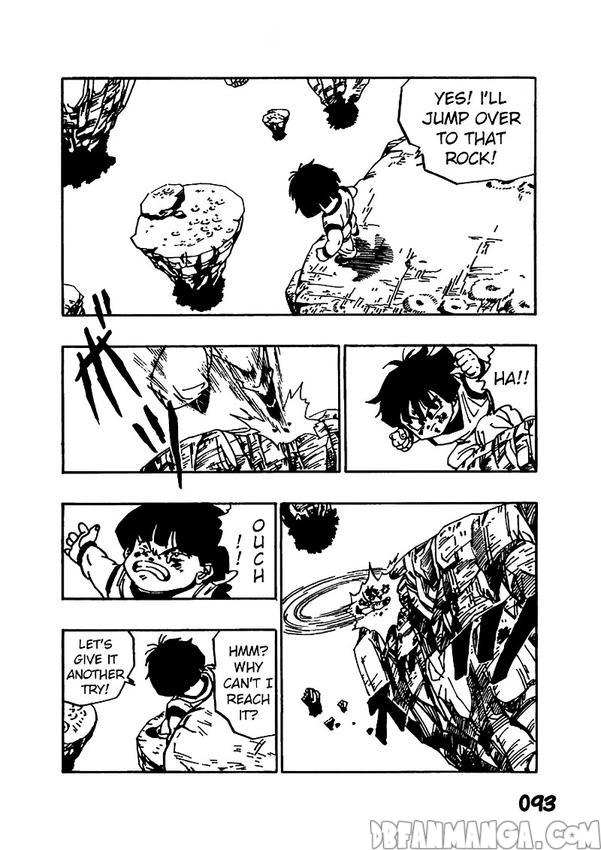 YES! I'LL
JUMP OVER
TO THAT
ROCK!
HA!!
OUCH
!!
HMM?
WHY
CAN'T I
REACH
IT?
LET'S
GIVE IT
ANOTHER
TRY!
093
DBFANMANGA.COM